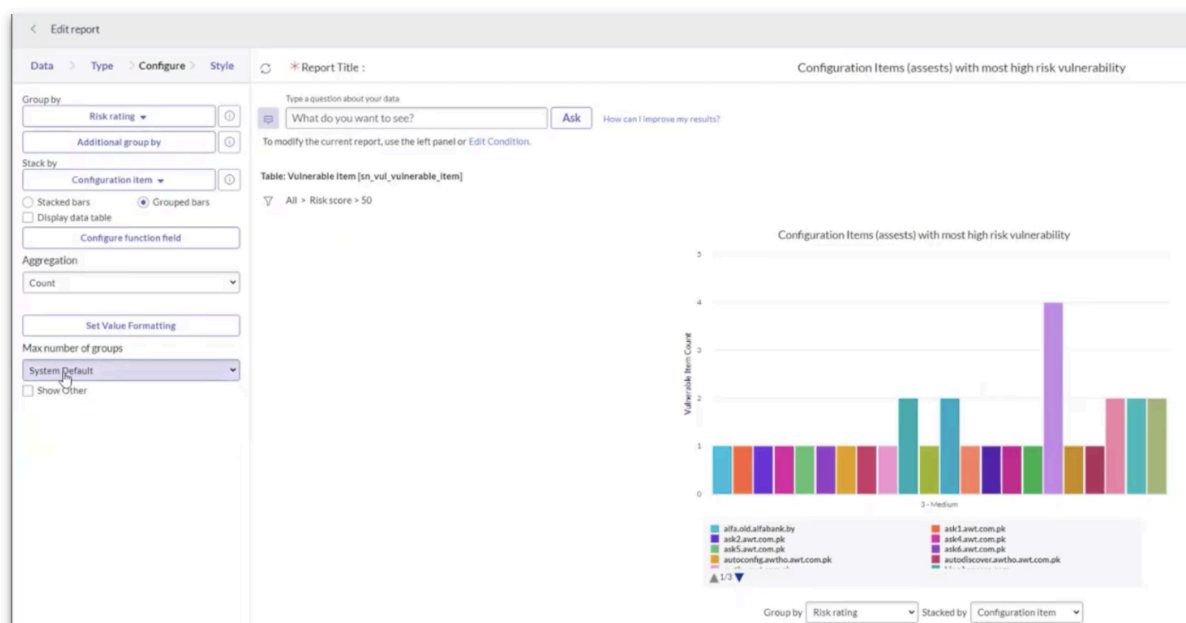 Edit report
Data > Type > Configure > Style
* Report Title :
Configuration Items (assests) with most high risk vulnerability
Group by
Risk rating
Additional group by
Stack by
Configuration item
Stacked bars
Grouped bars
Display data table
Configure function field
Aggregation
Count
Set Value Formatting
Max number of groups
System Default
Show Other
Type a question about your data
What do you want to see?
Ask
How can I improve my results?
To modify the current report, use the left panel or Edit Condition.
Table: Vulnerable Item [sn_vul_vulnerable_item]
All > Risk score > 50
Configuration Items (assests) with most high risk vulnerability
5
4
3
2
1
0
Vulnerable Item Count
3 - Medium
alfa.old.alfabank.by
ask1.awt.com.pk
ask2.awt.com.pk
ask4.awt.com.pk
ask5.awt.com.pk
ask6.awt.com.pk
autoconfig.awtho.awt.com.pk
autodiscover.awtho.awt.com.pk
1/3
Group by Risk rating Stacked by Configuration item